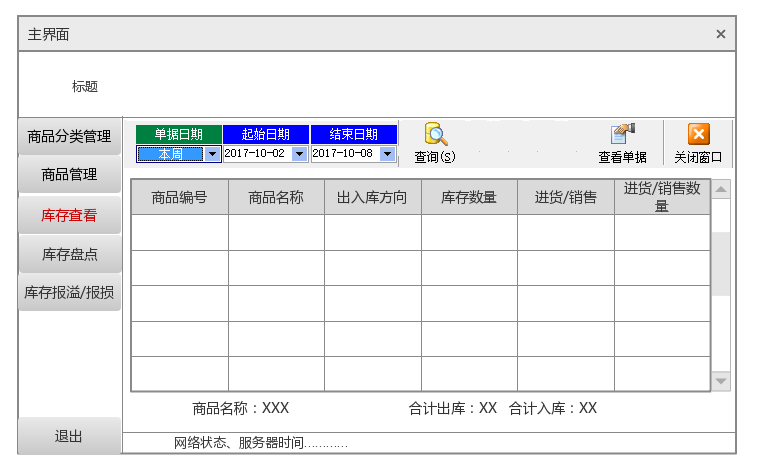 主界面
×
标题
商品分类管理
商品管理
库存查看
库存盘点
库存报溢/报损
退出
单据日期 起始日期 结束日期
本周 2017-10-02 2017-10-08
查询(S) 查看单据 关闭窗口
商品编号 商品名称 出入库方向 库存数量 进货/销售 进货/销售数
量
商品名称：XXX 合计出库：XX 合计入库：XX
网络状态、服务器时间…………